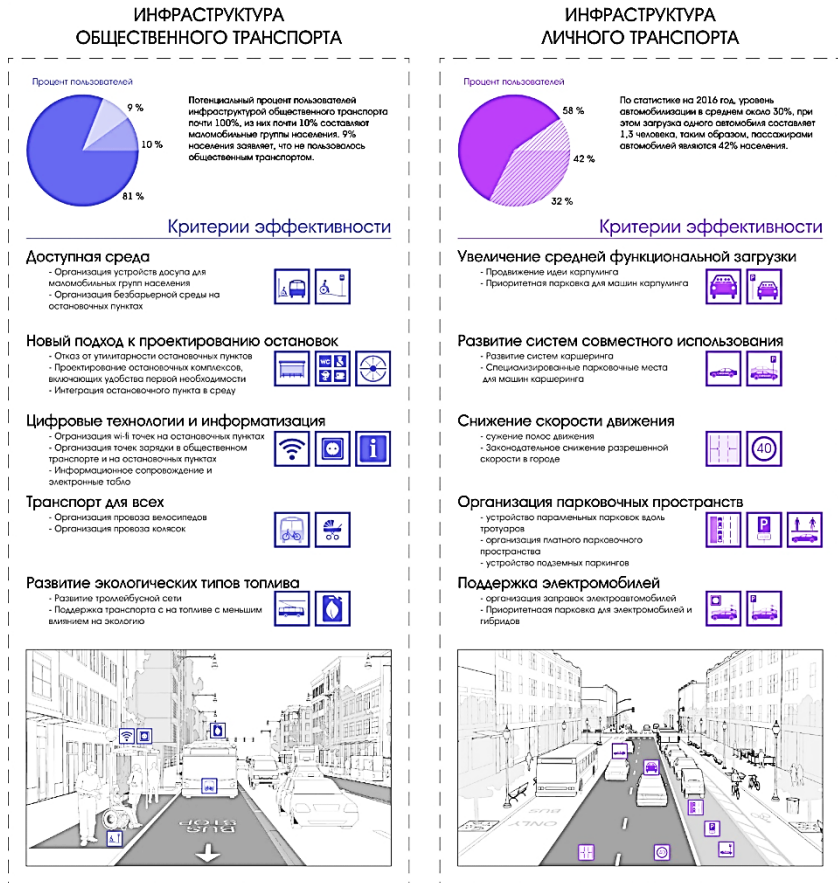 ИНФРАСТРУКТУРА
ОБЩЕСТВЕННОГО ТРАНСПОРТА
Процент пользователей
9 %
10 %
81 %
Потенциальный процент пользователей
инфраструктурой общественного транспорта
почти 100%, из них почти 10% составляют
маломобильные группы населения. 9%
населения заявляет, что не пользовалось
общественным транспортом.
Критерии эффективности
Доступная среда
- Организация устройств досупа для
маломобильных групп населения
- Организация безбарьерной среды на
остановочных пунктах
Новый подход к проектированию остановок
- Отказ от утилитарности остановочных пунктов
- Проектирование остановочных комплексов,
включающих удобства первой необходимости
- Интеграция остановочного пункта в среду
WC
Цифровые технологии и информатизация
- Организация wi-fi точек на остановочных пунктах
- Организация точек зарядки в общественном
транспорте и на остановочных пунктах
- Информационное сопровождение и
электронные табло
i
Транспорт для всех
- Организация провоза велосипедов
- Организация провоза колясок
Развитие экологических типов топлива
- Развитие троллейбусной сети
- Поддержка транспорта с на топливе с меньшим
влиянием на экологию
BUS
STOP
ИНФРАСТРУКТУРА
ЛИЧНОГО ТРАНСПОРТА
Процент пользователей
58 %
42 %
32 %
По статистике на 2016 год, уровень
автомобилизации в среднем около 30%, при
этом загрузка одного автомобиля составляет
1,3 человека, таким образом, пассажирами
автомобилей являются 42% населения.
Критерии эффективности
Увеличение средней функциональной загрузки
- Продвижение идеи карпулинга
- Приоритетная парковка для машин карпулинга
Развитие систем совместного использования
- Развитие систем каршеринга
- Специализированные парковочные места
для машин каршеринга
P
Снижение скорости движения
- сужение полос движения
- Законодательное снижение разрешенной
скорости в городе
40
Организация парковочных пространств
- устройство параллельных парковок вдоль
тротуаров
- организация платного парковочного
пространства
- устройство подземных паркингов
P
Поддержка электромобилей
- организация заправок электроавтомобилей
- Приоритетная парковка для электромобилей и
гибридов
BUS
ONLY
40
P